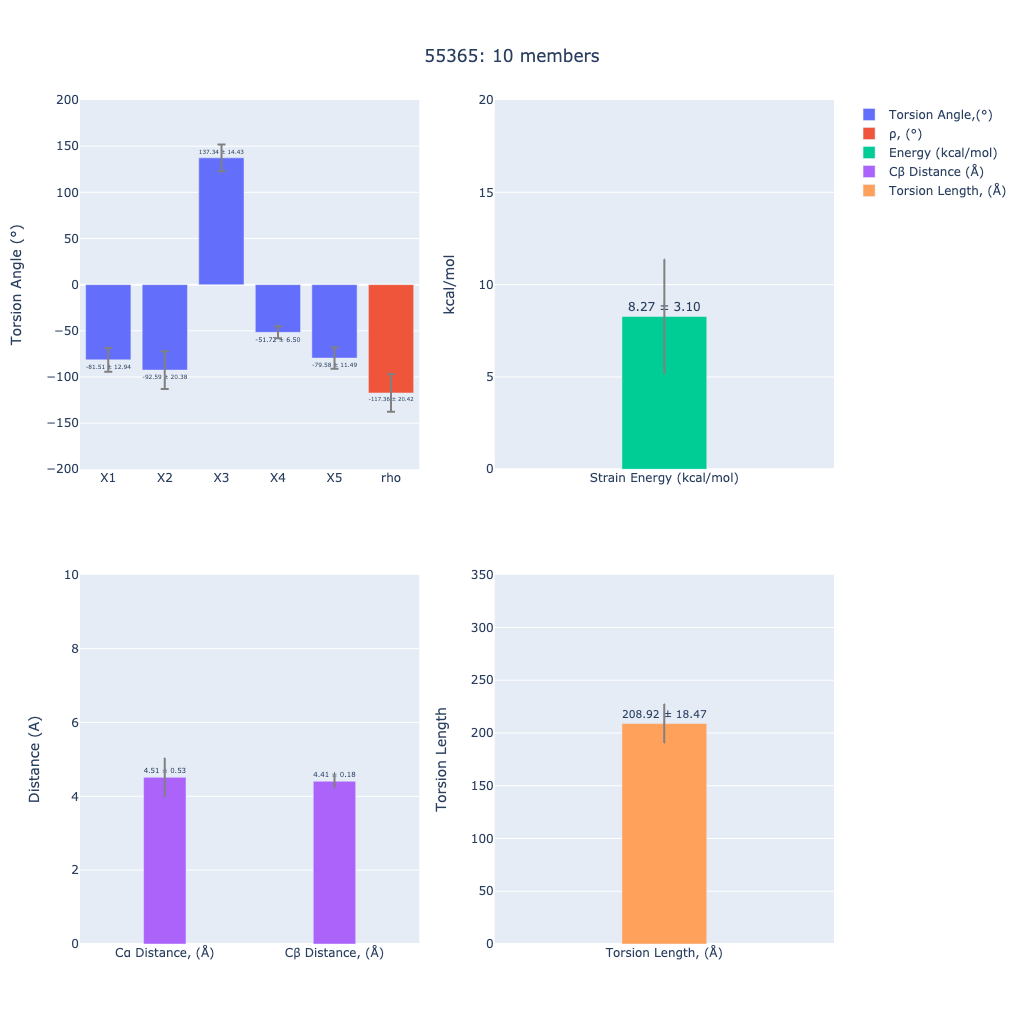 55365: 10 members
Torsion Angle (°)
200
150
100
50
0
−50
−100
−150
−200
−81.51 ± 12.94
−92.59 ± 20.38
137.34 ± 14.43
−51.72 ± 6.50
−79.58 ± 11.49
−117.36 ± 20.42
X1 X2 X3 X4 X5 rho
kcal/mol
20
15
10
5
0
8.27 ± 3.10
Strain Energy (kcal/mol)
Torsion Angle,(°)
ρ, (°)
Energy (kcal/mol)
Cβ Distance (Å)
Torsion Length, (Å)
Distance (A)
10
8
6
4
2
0
4.51 ± 0.53
4.41 ± 0.18
Cα Distance, (Å) Cβ Distance, (Å)
Torsion Length
350
300
250
200
150
100
50
0
208.92 ± 18.47
Torsion Length, (Å)